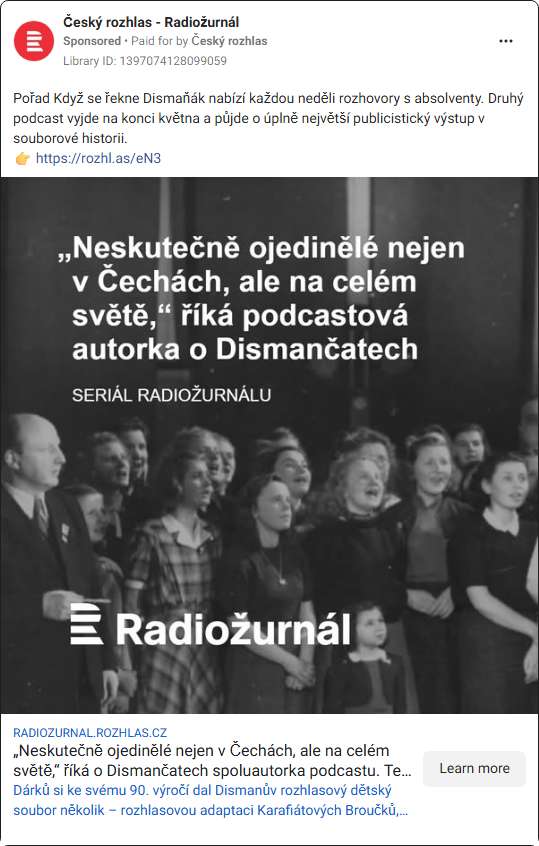 Český rozhlas - Radiožurnál
Sponsored • Paid for by Český rozhlas
Library ID: 1397074128099059
Pořad Když se řekne Dismaňák nabízí každou neděli rozhovory s absolventy. Druhý
podcast vyjde na konci května a půjde o úplně největší publicistický výstup v
souborové historii.
👉 https://rozhl.as/eN3
„Neskutečně ojedinělé nejen
v Čechách, ale na celém
světě,“ říká podcastová
autorka o Dismančatech
SERIÁL RADIOŽURNÁLU
Radiožurnál
RADIOZURNAL.ROZHLAS.CZ
„Neskutečně ojedinělé nejen v Čechách, ale na celém
světě,“ říká o Dismančatech spoluautorka podcastu. Te...
Learn more
Dárků si ke svému 90. výročí dal Dismanův rozhlasový dětský
soubor několik – rozhlasovou adaptaci Karafiátových Broučků,...